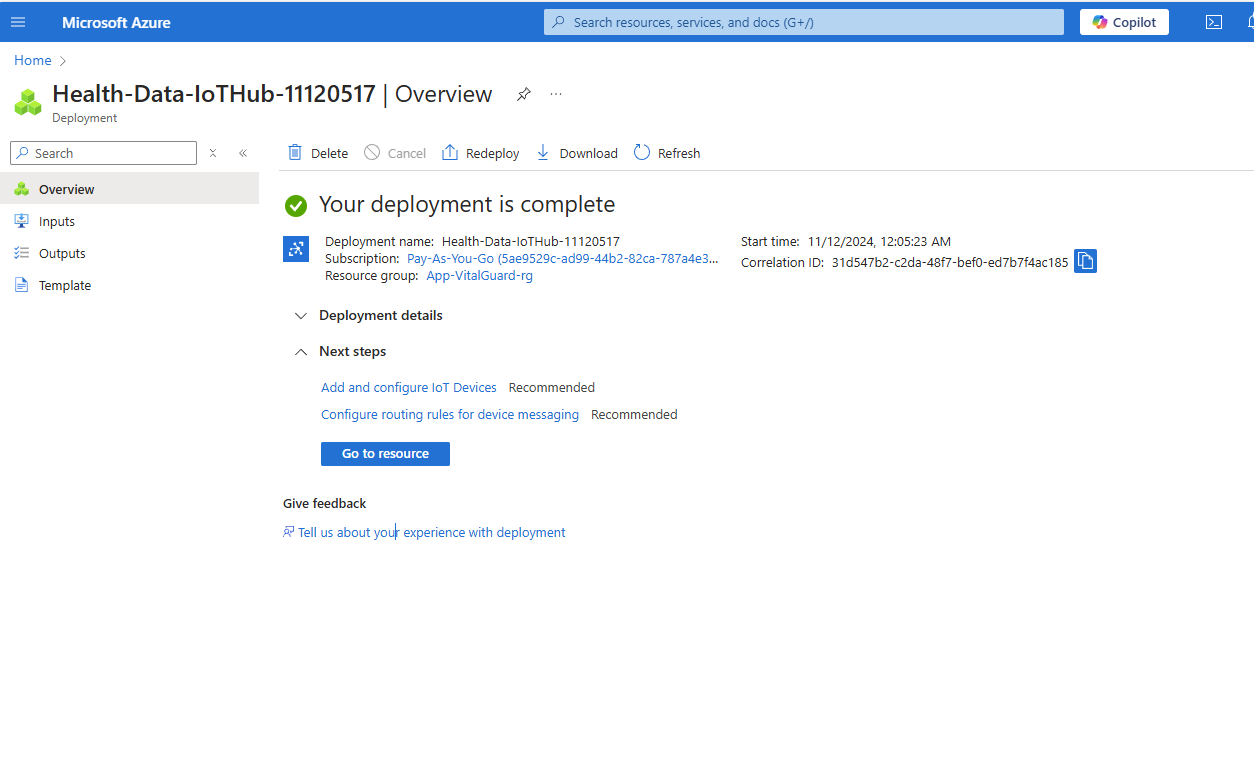 Microsoft Azure
Search resources, services, and docs (G+/)
Copilot
Home
Health-Data-IoTHub-11120517 | Overview
Deployment
Search
Delete
Cancel
Redeploy
Download
Refresh
Overview
Inputs
Outputs
Template
Your deployment is complete
Deployment name: Health-Data-IoTHub-11120517
Subscription: Pay-As-You-Go (5ae9529c-ad99-44b2-82ca-787a4e3...
Resource group: App-VitalGuard-rg
Start time: 11/12/2024, 12:05:23 AM
Correlation ID: 31d547b2-c2da-48f7-bef0-ed7b7f4ac185
Deployment details
Next steps
Add and configure IoT Devices Recommended
Configure routing rules for device messaging Recommended
Go to resource
Give feedback
Tell us about your experience with deployment